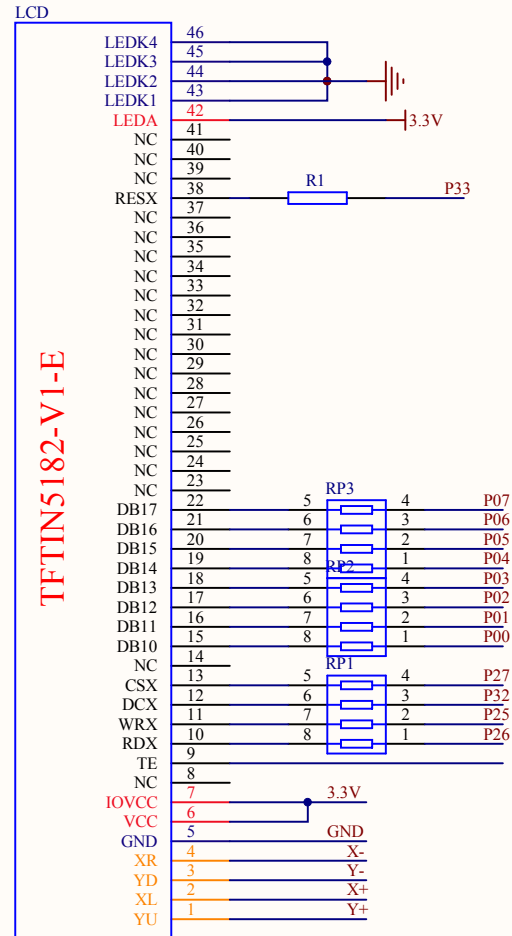 LCD
LEDK4 46
LEDK3 45
LEDK2 44
LEDK1 43
LEDA 42 3.3V
NC 41
NC 40
NC 39
RESX 38 R1 P33
NC 37
NC 36
NC 35
NC 34
NC 33
NC 32
NC 31
NC 30
NC 29
NC 28
NC 27
NC 26
NC 25
NC 24
NC 23
TFTIN5182-V1-E
RP3
DB17 22 5 4 P07
DB16 21 6 3 P06
DB15 20 7 2 P05
DB14 19 8 1 P04
RP2
DB13 18 5 4 P03
DB12 17 6 3 P02
DB11 16 7 2 P01
DB10 15 8 1 P00
NC 14
RP1
CSX 13 5 4 P27
DCX 12 6 3 P32
WRX 11 7 2 P25
RDX 10 8 1 P26
TE 9
NC 8
IOVCC 7 3.3V
VCC 6
GND 5 GND
XR 4 X-
YD 3 Y-
XL 2 X+
YU 1 Y+